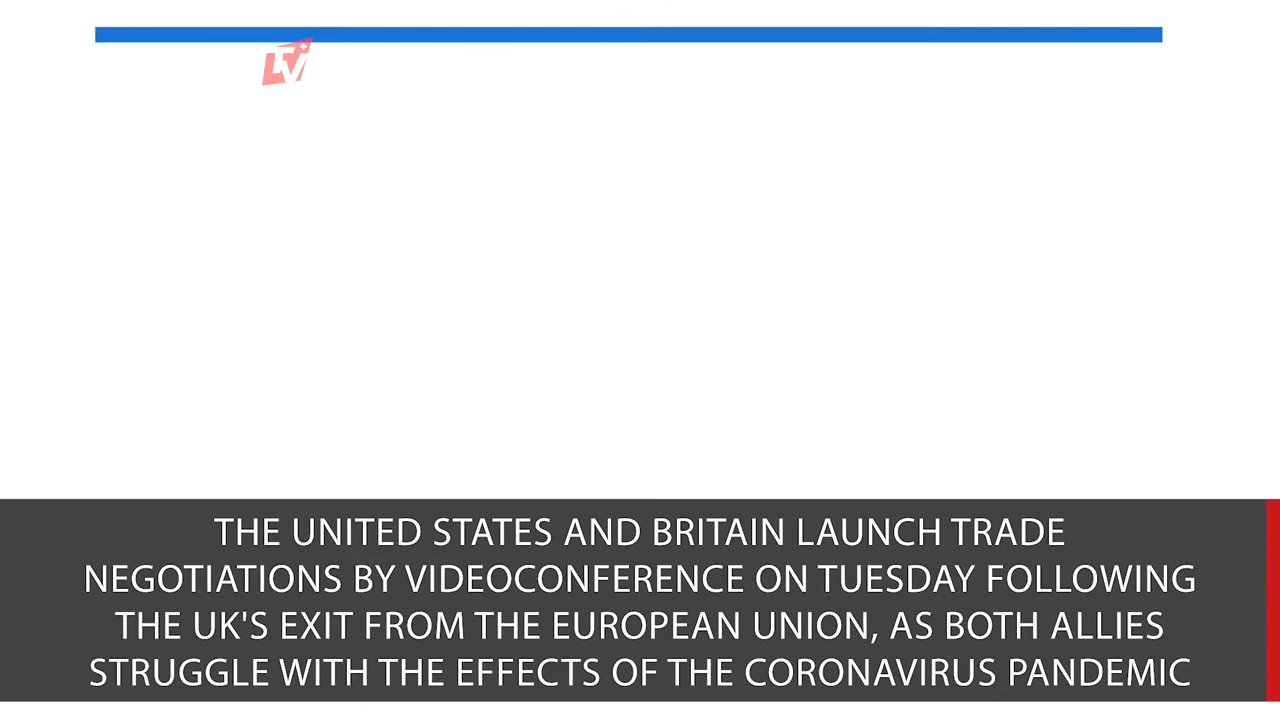 TV+
THE UNITED STATES AND BRITAIN LAUNCH TRADE
NEGOTIATIONS BY VIDEOCONFERENCE ON TUESDAY FOLLOWING
THE UK'S EXIT FROM THE EUROPEAN UNION, AS BOTH ALLIES
STRUGGLE WITH THE EFFECTS OF THE CORONAVIRUS PANDEMIC